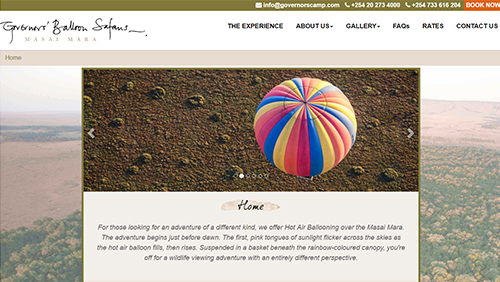 info@governorscamp.com +254 20 273 4000 +254 733 616 204 BOOK NOW
Governors' Balloon Safaris
MASAI MARA
THE EXPERIENCE ABOUT US GALLERY FAQs RATES CONTACT US
Home
Home
For those looking for an adventure of a different kind, we offer Hot Air Ballooning over the Masai Mara.
The adventure begins just before dawn. The first, pink tongues of sunlight flicker across the skies as
the hot air balloon fills, then rises. Suspended in a basket beneath the rainbow-coloured canopy, you're
off for a wildlife viewing adventure with an entirely different perspective.